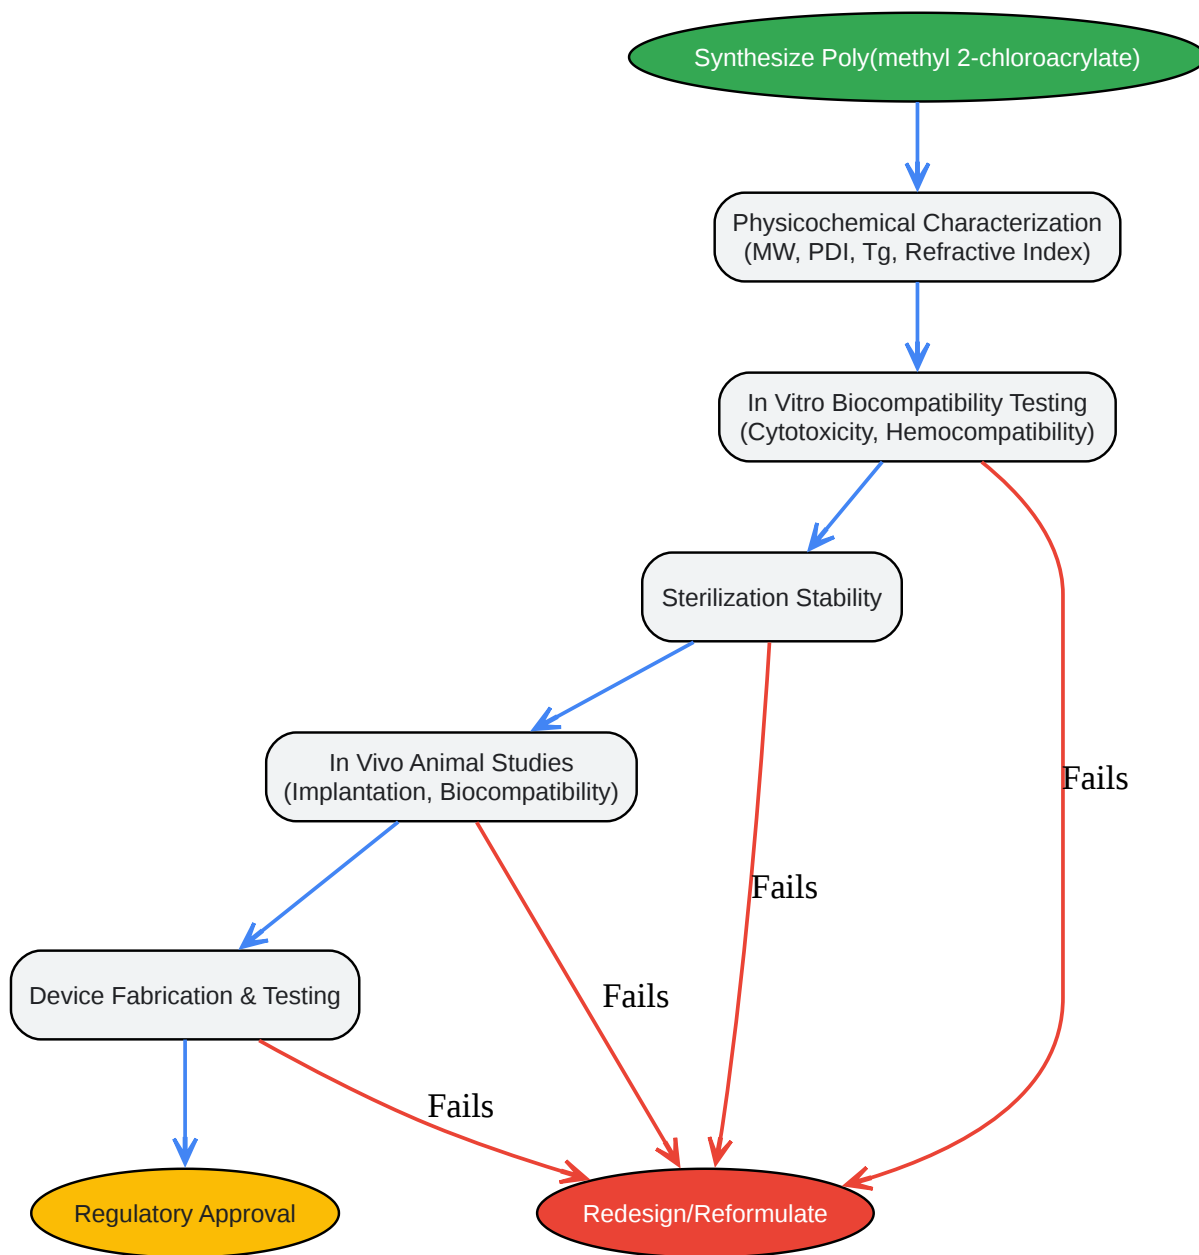 Synthesize Poly(methyl 2-chloroacrylate)
Physicochemical Characterization
(MW, PDI, Tg, Refractive Index)
In Vitro Biocompatibility Testing
(Cytotoxicity, Hemocompatibility)
Sterilization Stability
In Vivo Animal Studies
(Implantation, Biocompatibility)
Fails
Fails
Device Fabrication & Testing
Fails
Fails
Regulatory Approval
Redesign/Reformulate